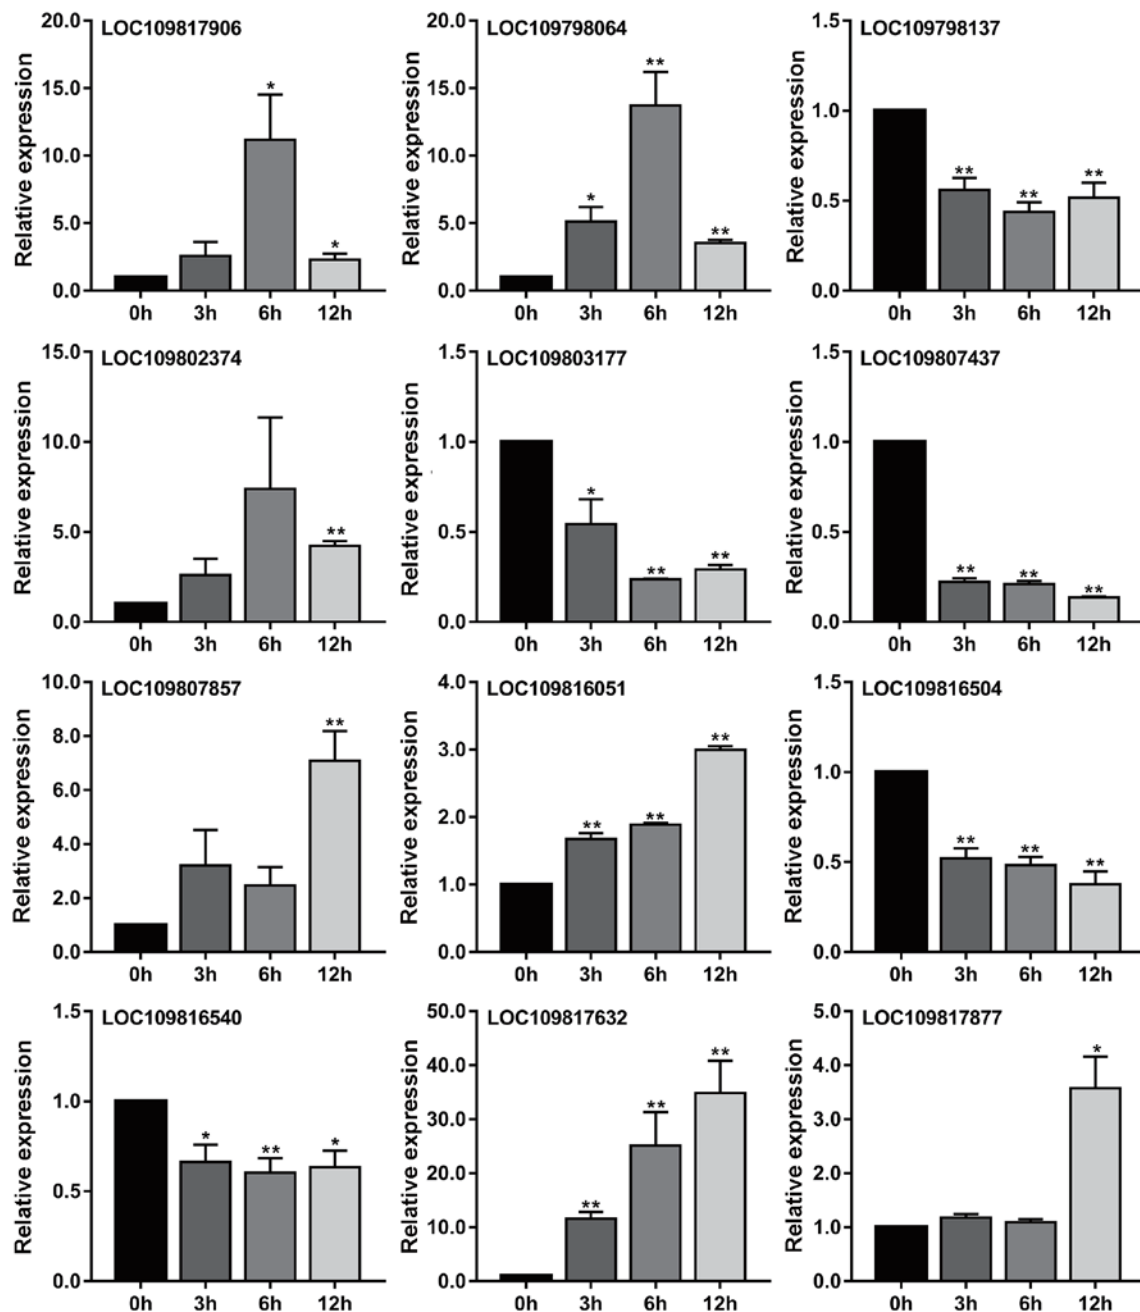 LOC109817906
Relative expression
20.0
15.0
10.0
5.0
0.0
*
*
0h 3h 6h 12h
LOC109798064
Relative expression
20.0
15.0
10.0
5.0
0.0
*
**
**
0h 3h 6h 12h
LOC109798137
Relative expression
1.5
1.0
0.5
0.0
**
**
**
0h 3h 6h 12h
LOC109802374
Relative expression
15.0
10.0
5.0
0.0
**
0h 3h 6h 12h
LOC109803177
Relative expression
1.5
1.0
0.5
0.0
*
**
**
0h 3h 6h 12h
LOC109807437
Relative expression
1.5
1.0
0.5
0.0
**
**
**
0h 3h 6h 12h
LOC109807857
Relative expression
10.0
8.0
6.0
4.0
2.0
0.0
**
0h 3h 6h 12h
LOC109816051
Relative expression
4.0
3.0
2.0
1.0
0.0
**
**
**
0h 3h 6h 12h
LOC109816504
Relative expression
1.5
1.0
0.5
0.0
**
**
**
0h 3h 6h 12h
LOC109816540
Relative expression
1.5
1.0
0.5
0.0
*
**
*
0h 3h 6h 12h
LOC109817632
Relative expression
50.0
40.0
30.0
20.0
10.0
0.0
**
**
**
0h 3h 6h 12h
LOC109817877
Relative expression
5.0
4.0
3.0
2.0
1.0
0.0
*
0h 3h 6h 12h